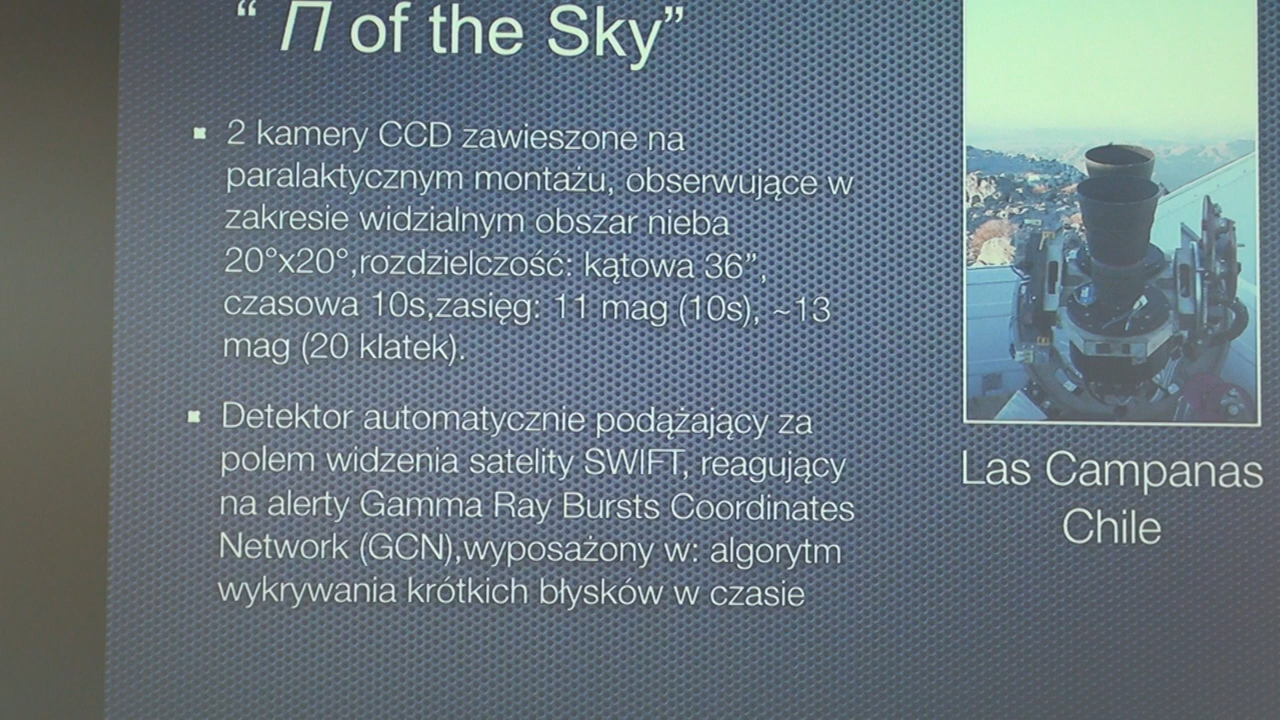 “ Π of the Sky”
▪ 2 kamery CCD zawieszone na
paralaktycznym montażu, obserwujące w
zakresie widzialnym obszar nieba
20°x20°,rozdzielczość: kątowa 36”,
czasowa 10s,zasięg: 11 mag (10s), ~13
mag (20 klatek).
▪ Detektor automatycznie podążający za
polem widzenia satelity SWIFT, reagujący
na alerty Gamma Ray Bursts Coordinates
Network (GCN),wyposażony w: algorytm
wykrywania krótkich błysków w czasie
Las Campanas
Chile